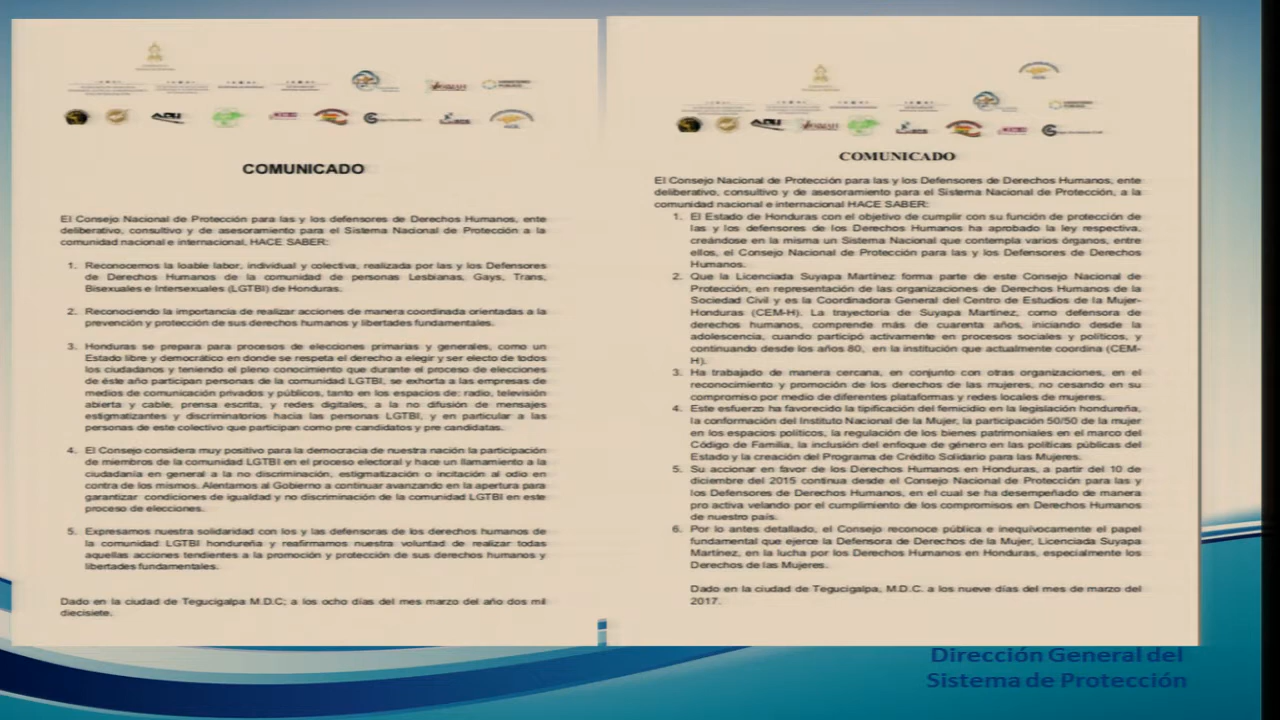 COMUNICADO
El Consejo Nacional de Protección para las y los defensores de Derechos Humanos, ente
deliberativo, consultivo y de asesoramiento para el Sistema Nacional de Protección a la
comunidad nacional e internacional, HACE SABER:
1. Reconocemos la loable labor, individual y colectiva, realizada por las y los Defensores
de Derechos Humanos de la comunidad de personas Lesbianas, Gays, Trans,
Bisexuales e Intersexuales (LGTBI) de Honduras.
2. Reconociendo la importancia de realizar acciones de manera coordinada orientadas a la
prevención y protección de sus derechos humanos y libertades fundamentales.
3. Honduras se prepara para procesos de elecciones primarias y generales, como un
Estado libre y democrático en donde se respeta el derecho a elegir y ser electo de todos
los ciudadanos y teniendo el pleno conocimiento que durante el proceso de elecciones
de éste año participan personas de la comunidad LGTBI, se exhorta a las empresas de
medios de comunicación privados y públicos, tanto en los espacios de: radio, televisión
abierta y cable, prensa escrita, y redes digitales, a la no difusión de mensajes
estigmatizantes y discriminatorios hacia las personas LGTBI, y en particular a las
personas de este colectivo que participan como pre candidatos y pre candidatas.
4. El Consejo considera muy positivo para la democracia de nuestra nación la participación
de miembros de la comunidad LGTBI en el proceso electoral y hace un llamamiento a la
ciudadanía en general a la no discriminación, estigmatización o incitación al odio en
contra de los mismos. Alentamos al Gobierno a continuar avanzando en la apertura para
garantizar condiciones de igualdad y no discriminación de la comunidad LGTBI en este
proceso de elecciones.
5. Expresamos nuestra solidaridad con los y las defensoras de los derechos humanos de
la comunidad LGTBI hondureña y reafirmamos nuestra voluntad de realizar todas
aquellas acciones tendientes a la promoción y protección de sus derechos humanos y
libertades fundamentales.
Dado en la ciudad de Tegucigalpa M.D.C; a los ocho días del mes marzo del año dos mil
diecisiete.
COMUNICADO
El Consejo Nacional de Protección para las y los Defensores de Derechos Humanos, ente
deliberativo, consultivo y de asesoramiento para el Sistema Nacional de Protección, a la
comunidad nacional e internacional HACE SABER:
1. El Estado de Honduras con el objetivo de cumplir con su función de protección de
las y los defensores de los Derechos Humanos ha aprobado la ley respectiva,
creándose en la misma un Sistema Nacional que contempla varios órganos, entre
ellos, el Consejo Nacional de Protección para las y los Defensores de Derechos
Humanos.
2. Que la Licenciada Suyapa Martínez forma parte de este Consejo Nacional de
Protección, en representación de las organizaciones de Derechos Humanos de la
Sociedad Civil y es la Coordinadora General del Centro de Estudios de la Mujer-
Honduras (CEM-H). La trayectoria de Suyapa Martínez, como defensora de
derechos humanos, comprende más de cuarenta años, iniciando desde la
adolescencia, cuando participó activamente en procesos sociales y políticos, y
continuando desde los años 80, en la institución que actualmente coordina (CEM-
H).
3. Ha trabajado de manera cercana, en conjunto con otras organizaciones, en el
reconocimiento y promoción de los derechos de las mujeres, no cesando en su
compromiso por medio de diferentes plataformas y redes locales de mujeres.
4. Este esfuerzo ha favorecido la tipificación del femicidio en la legislación hondureña,
la conformación del Instituto Nacional de la Mujer, la participación 50/50 de la mujer
en los espacios políticos, la regulación de los bienes patrimoniales en el marco del
Código de Familia, la inclusión del enfoque de género en las políticas públicas del
Estado y la creación del Programa de Crédito Solidario para las Mujeres.
5. Su accionar en favor de los Derechos Humanos en Honduras, a partir del 10 de
diciembre del 2015 continua desde el Consejo Nacional de Protección para las y
los Defensores de Derechos Humanos, en el cual se ha desempeñado de manera
pro activa velando por el cumplimiento de los compromisos en Derechos Humanos
de nuestro país.
6. Por lo antes detallado, el Consejo reconoce pública e inequívocamente el papel
fundamental que ejerce la Defensora de Derechos de la Mujer, Licenciada Suyapa
Martínez, en la lucha por los Derechos Humanos en Honduras, especialmente los
Derechos de las Mujeres.
Dado en la ciudad de Tegucigalpa, M.D.C. a los nueve días del mes de marzo del
2017.
Dirección General del
Sistema de Protección